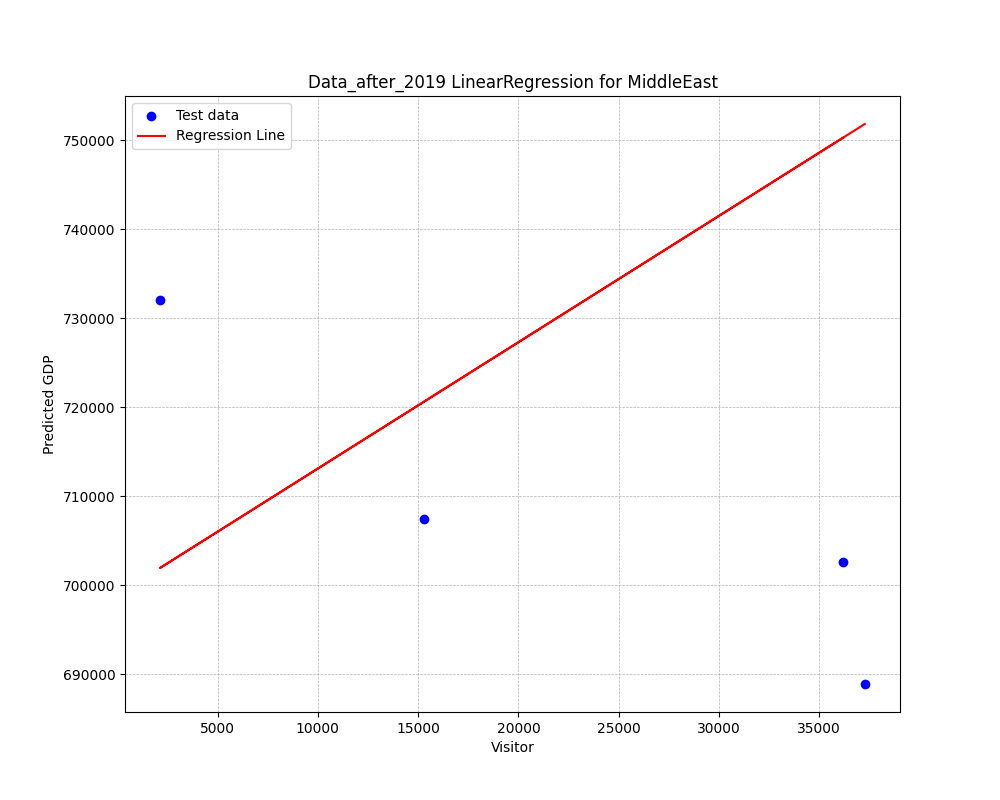 Data_after_2019 LinearRegression for MiddleEast
Test data
Regression Line
750000
740000
730000
720000
710000
700000
690000
Predicted GDP
5000 10000 15000 20000 25000 30000 35000
Visitor